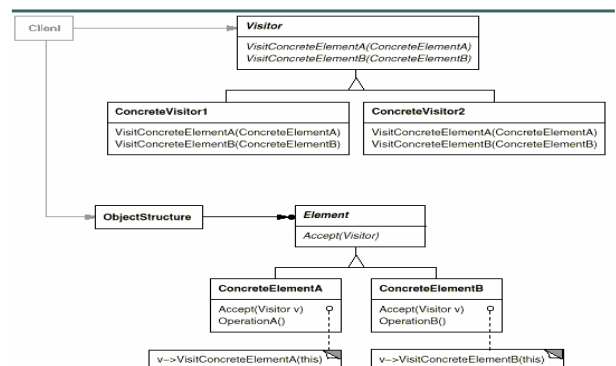 Client
Visitor
VisitConcreteElementA(ConcreteElementA)
VisitConcreteElementB(ConcreteElementB)
ConcreteVisitor1
VisitConcreteElementA(ConcreteElementA)
VisitConcreteElementB(ConcreteElementB)
ConcreteVisitor2
VisitConcreteElementA(ConcreteElementA)
VisitConcreteElementB(ConcreteElementB)
ObjectStructure
Element
Accept(Visitor)
ConcreteElementA
Accept(Visitor v)
OperationA()
ConcreteElementB
Accept(Visitor v)
OperationB()
v->VisitConcreteElementA(this)
v->VisitConcreteElementB(this)